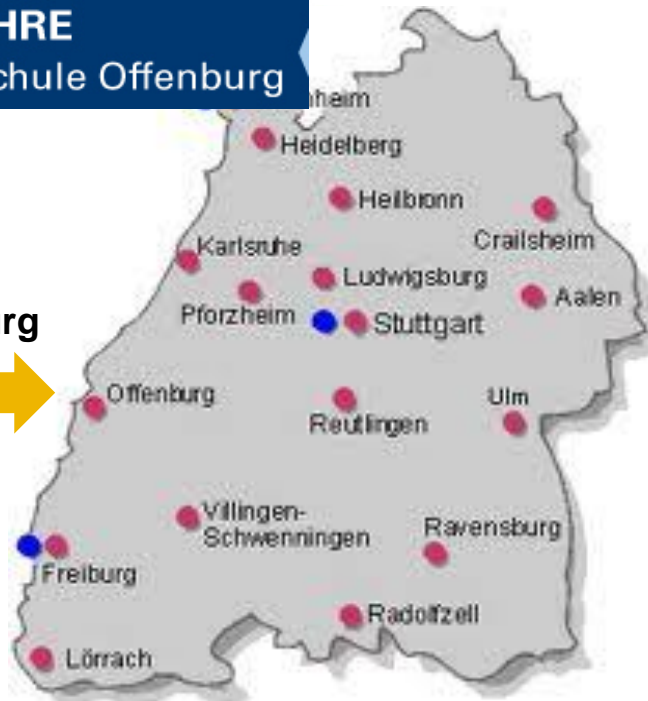 HRE
chule Offenburg
nheim
Heidelberg
Heilbronn
Crailsheim
Karlsruhe
Ludwigsburg
Aalen
Pforzheim
Stuttgart
rg
Offenburg
Ulm
Reutlingen
Villingen-
Schwenningen
Ravensburg
Freiburg
Radolfzell
Lörrach